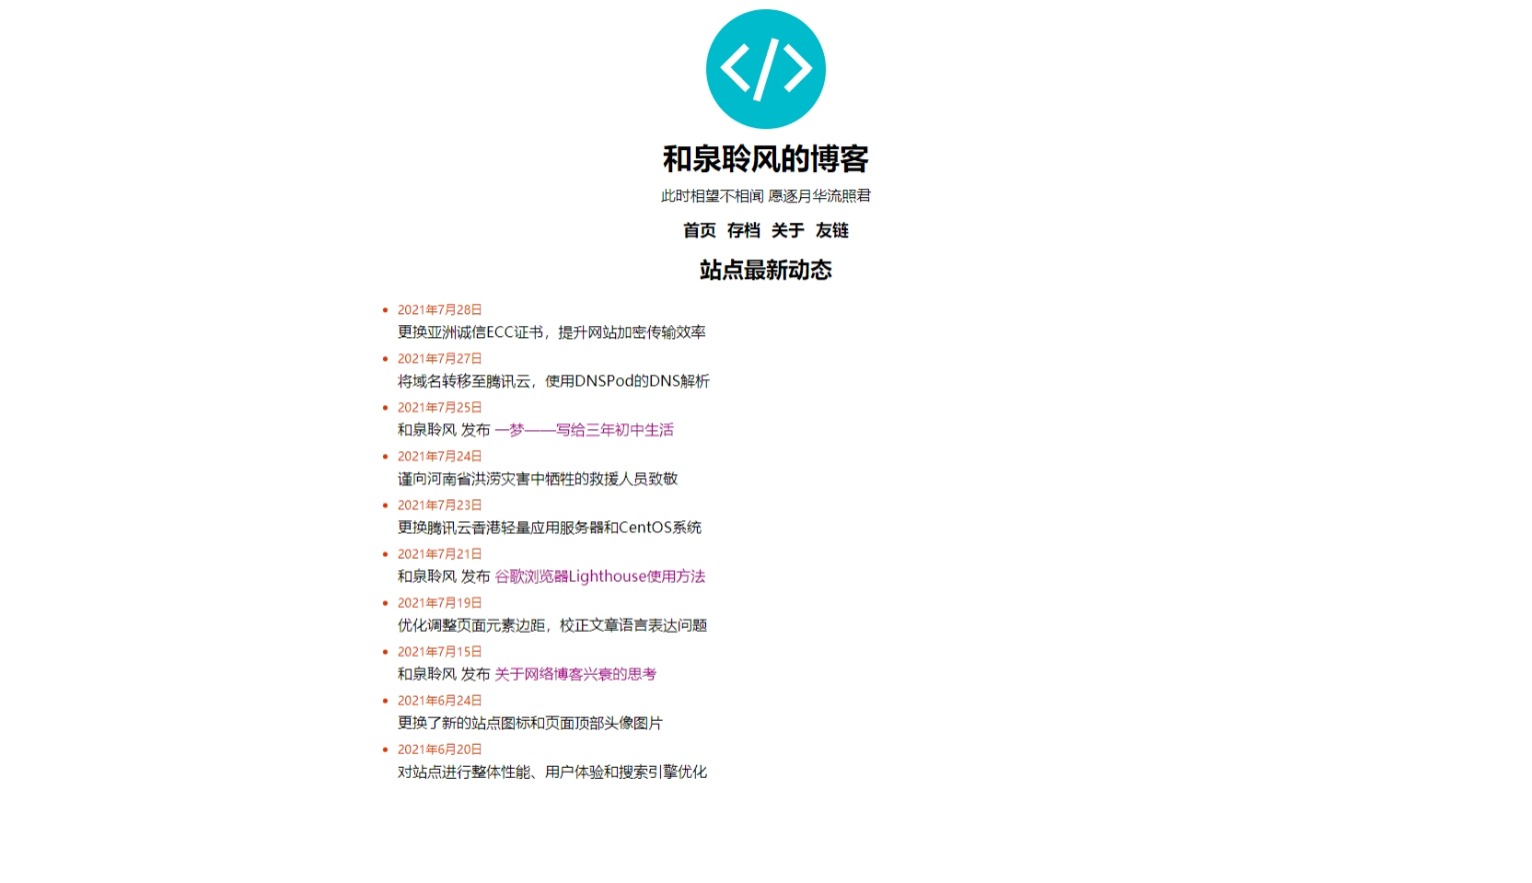 和泉聆风的博客
此时相望不相闻 愿逐月华流照君
首页 存档 关于 友链
站点最新动态
2021年7月28日
更换亚洲诚信ECC证书，提升网站加密传输效率
2021年7月27日
将域名转移至腾讯云，使用DNSPod的DNS解析
2021年7月25日
和泉聆风 发布 一梦——写给三年初中生活
2021年7月24日
谨向河南省洪涝灾害中牺牲的救援人员致敬
2021年7月23日
更换腾讯云香港轻量应用服务器和CentOS系统
2021年7月21日
和泉聆风 发布 谷歌浏览器Lighthouse使用方法
2021年7月19日
优化调整页面元素边距，校正文章语言表达问题
2021年7月15日
和泉聆风 发布 关于网络博客兴衰的思考
2021年6月24日
更换了新的站点图标和页面顶部头像图片
2021年6月20日
对站点进行整体性能、用户体验和搜索引擎优化